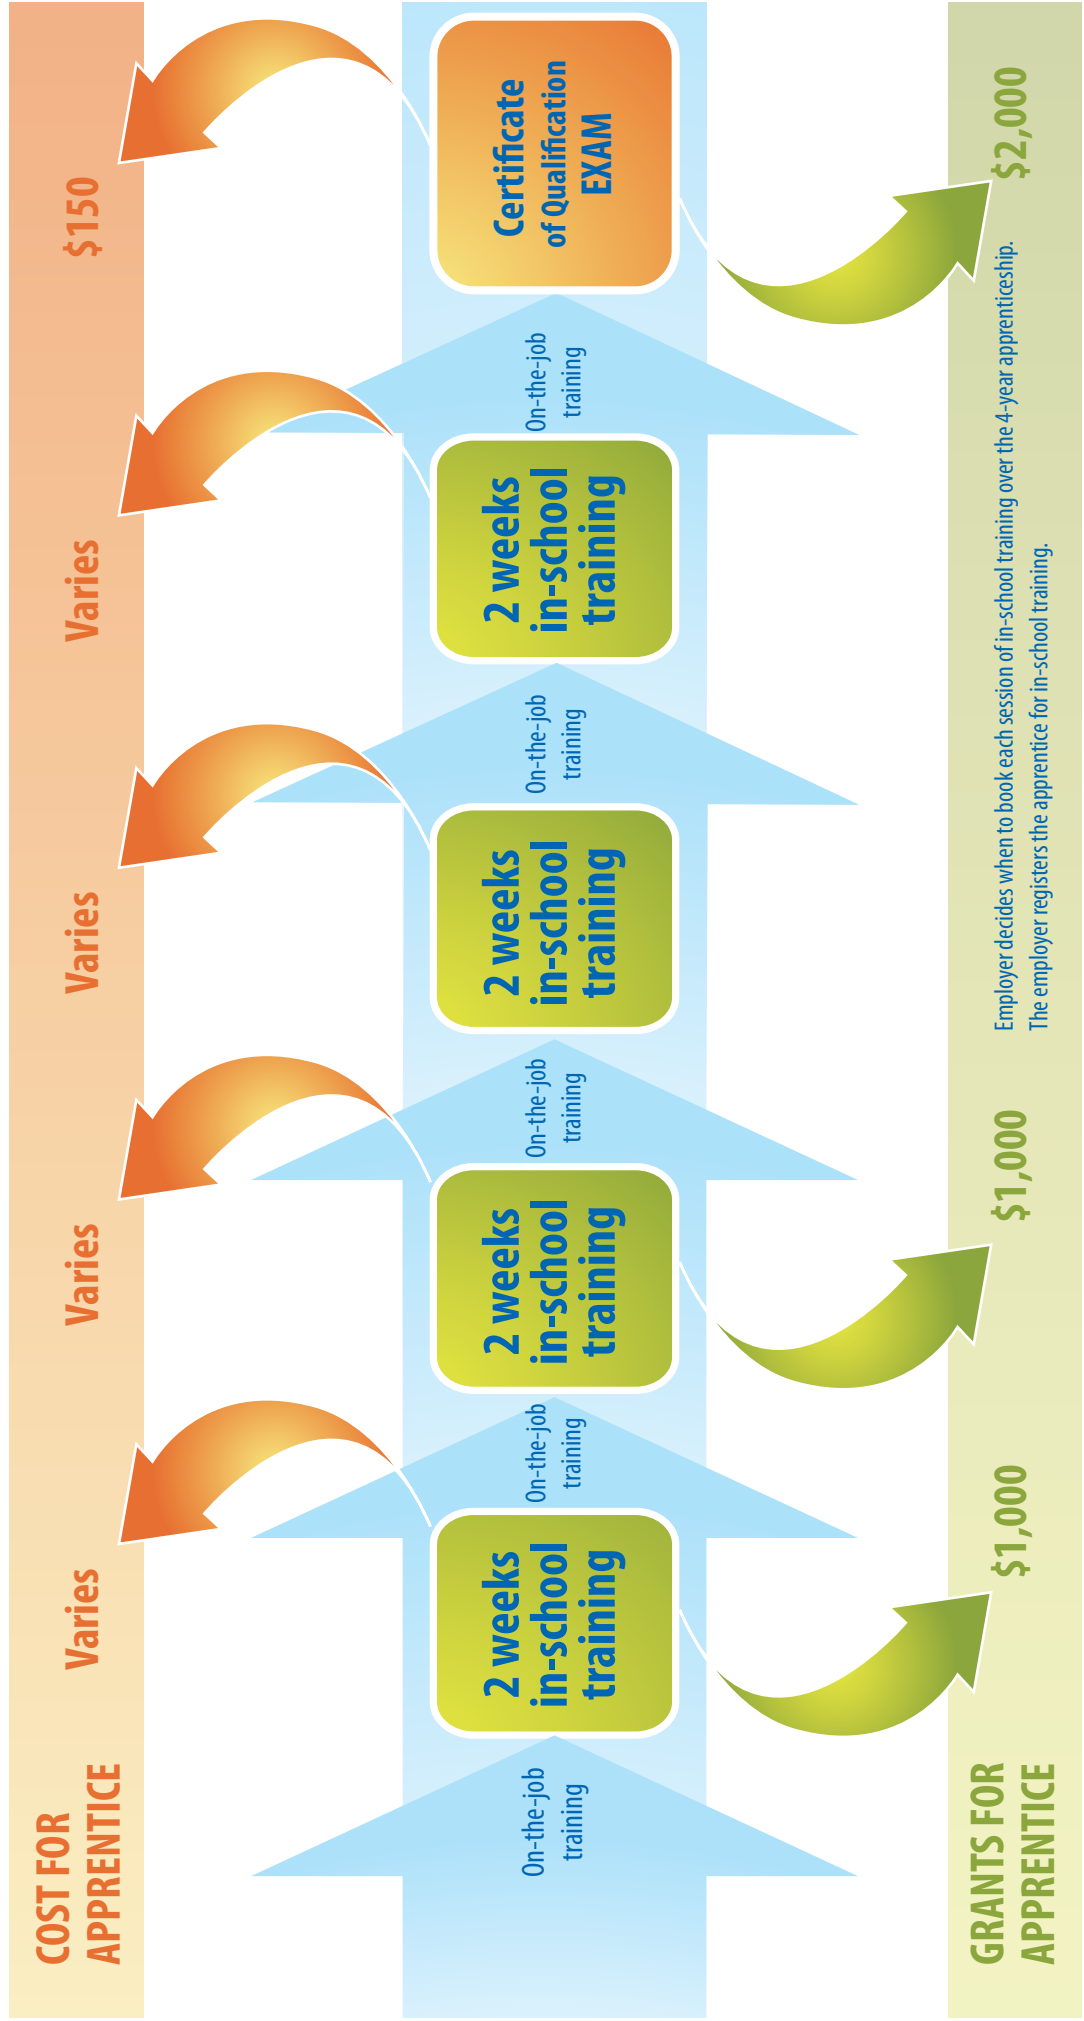 COST FOR
APPRENTICE
Varies
Varies
Varies
Varies
$150
On-the-job
training
2 weeks
in-school
training
On-the-job
training
2 weeks
in-school
training
On-the-job
training
2 weeks
in-school
training
On-the-job
training
2 weeks
in-school
training
On-the-job
training
Certificate
of Qualification
EXAM
GRANTS FOR
APPRENTICE
$1,000
$1,000
Employer decides when to book each session of in-school training over the 4-year apprenticeship.
The employer registers the apprentice for in-school training.
$2,000